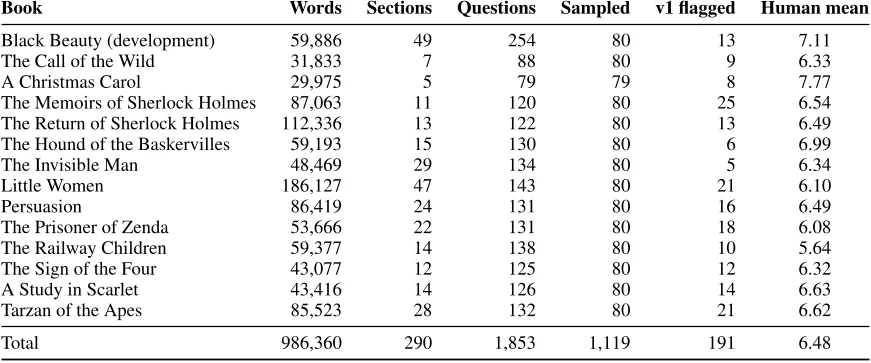 Book Words Sections Questions Sampled v1 flagged Human mean
Black Beauty (development) 59,886 49 254 80 13 7.11
The Call of the Wild 31,833 7 88 80 9 6.33
A Christmas Carol 29,975 5 79 79 8 7.77
The Memoirs of Sherlock Holmes 87,063 11 120 80 25 6.54
The Return of Sherlock Holmes 112,336 13 122 80 13 6.49
The Hound of the Baskervilles 59,193 15 130 80 6 6.99
The Invisible Man 48,469 29 134 80 5 6.34
Little Women 186,127 47 143 80 21 6.10
Persuasion 86,419 24 131 80 16 6.49
The Prisoner of Zenda 53,666 22 131 80 18 6.08
The Railway Children 59,377 14 138 80 10 5.64
The Sign of the Four 43,077 12 125 80 12 6.32
A Study in Scarlet 43,416 14 126 80 14 6.63
Tarzan of the Apes 85,523 28 132 80 21 6.62
Total 986,360 290 1,853 1,119 191 6.48